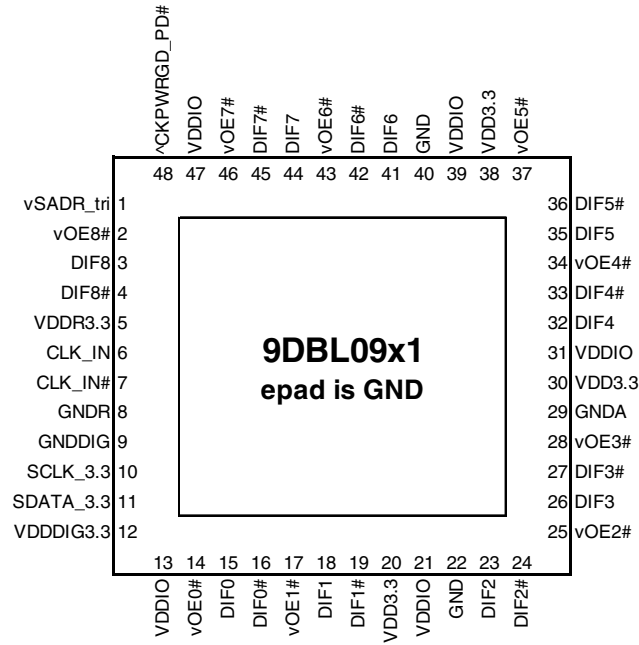 ^CKPWRGD_PD#
VDDIO
vOE7#
DIF7#
DIF7
vOE6#
DIF6#
DIF6
GND
VDDIO
VDD3.3
vOE5#
48 47 46 45 44 43 42 41 40 39 38 37
vSADR_tri 1
vOE8# 2
DIF8 3
DIF8# 4
VDDR3.3 5
CLK_IN 6
CLK_IN# 7
GNDR 8
GNDDIG 9
SCLK_3.3 10
SDATA_3.3 11
VDDDIG3.3 12
9DBL09x1
epad is GND
36 DIF5#
35 DIF5
34 vOE4#
33 DIF4#
32 DIF4
31 VDDIO
30 VDD3.3
29 GNDA
28 vOE3#
27 DIF3#
26 DIF3
25 vOE2#
13 14 15 16 17 18 19 20 21 22 23 24
VDDIO
vOE0#
DIF0
DIF0#
vOE1#
DIF1
DIF1#
VDD3.3
VDDIO
GND
DIF2
DIF2#